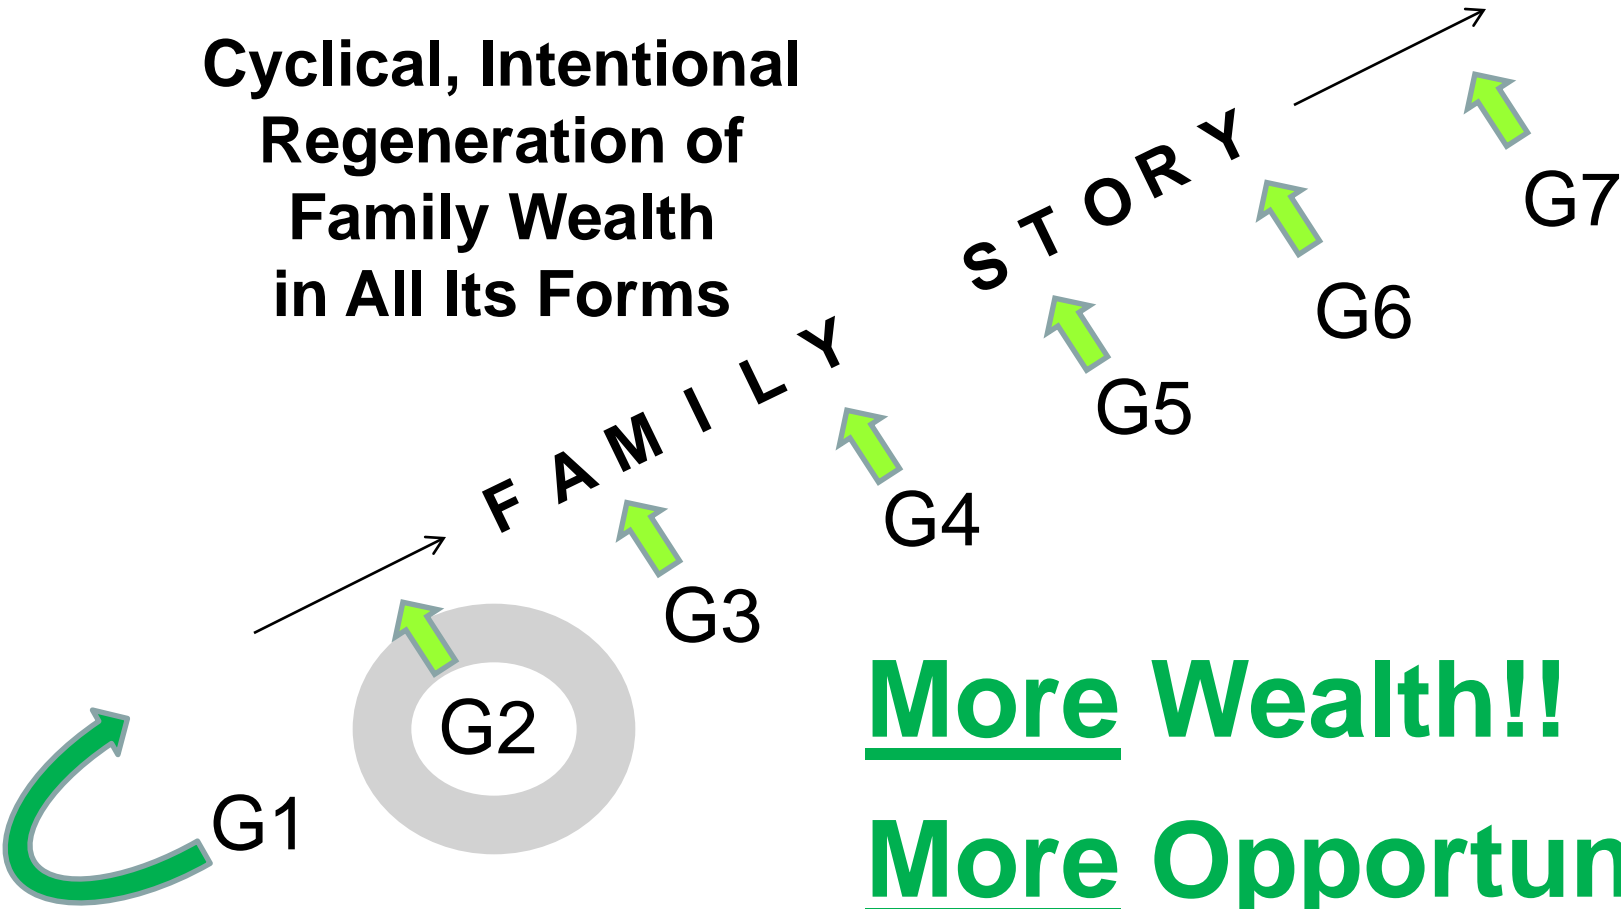 Cyclical, Intentional
Regeneration of
Family Wealth
in All Its Forms
FAMILY STORY
G7
G6
G5
G4
G3
G2
G1
More Wealth!!
More Opportun